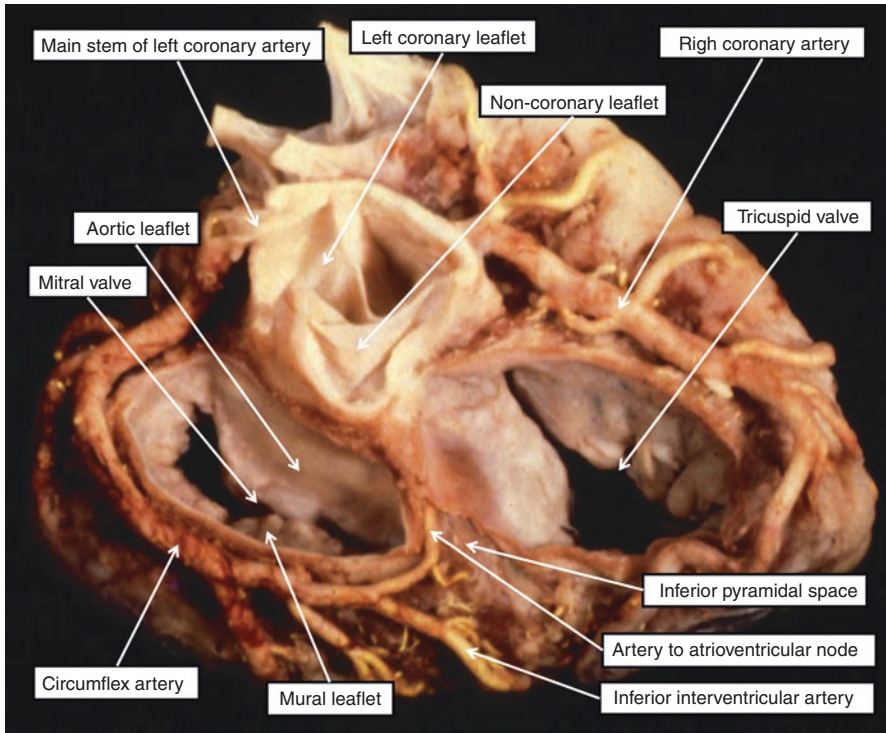 Left coronary leaflet
Main stem of left coronary artery
Righ coronary artery
Non-coronary leaflet
Aortic leaflet
Tricuspid valve
Mitral valve
Inferior pyramidal space
Artery to atrioventricular node
Circumflex artery
Mural leaflet
Inferior interventricular artery